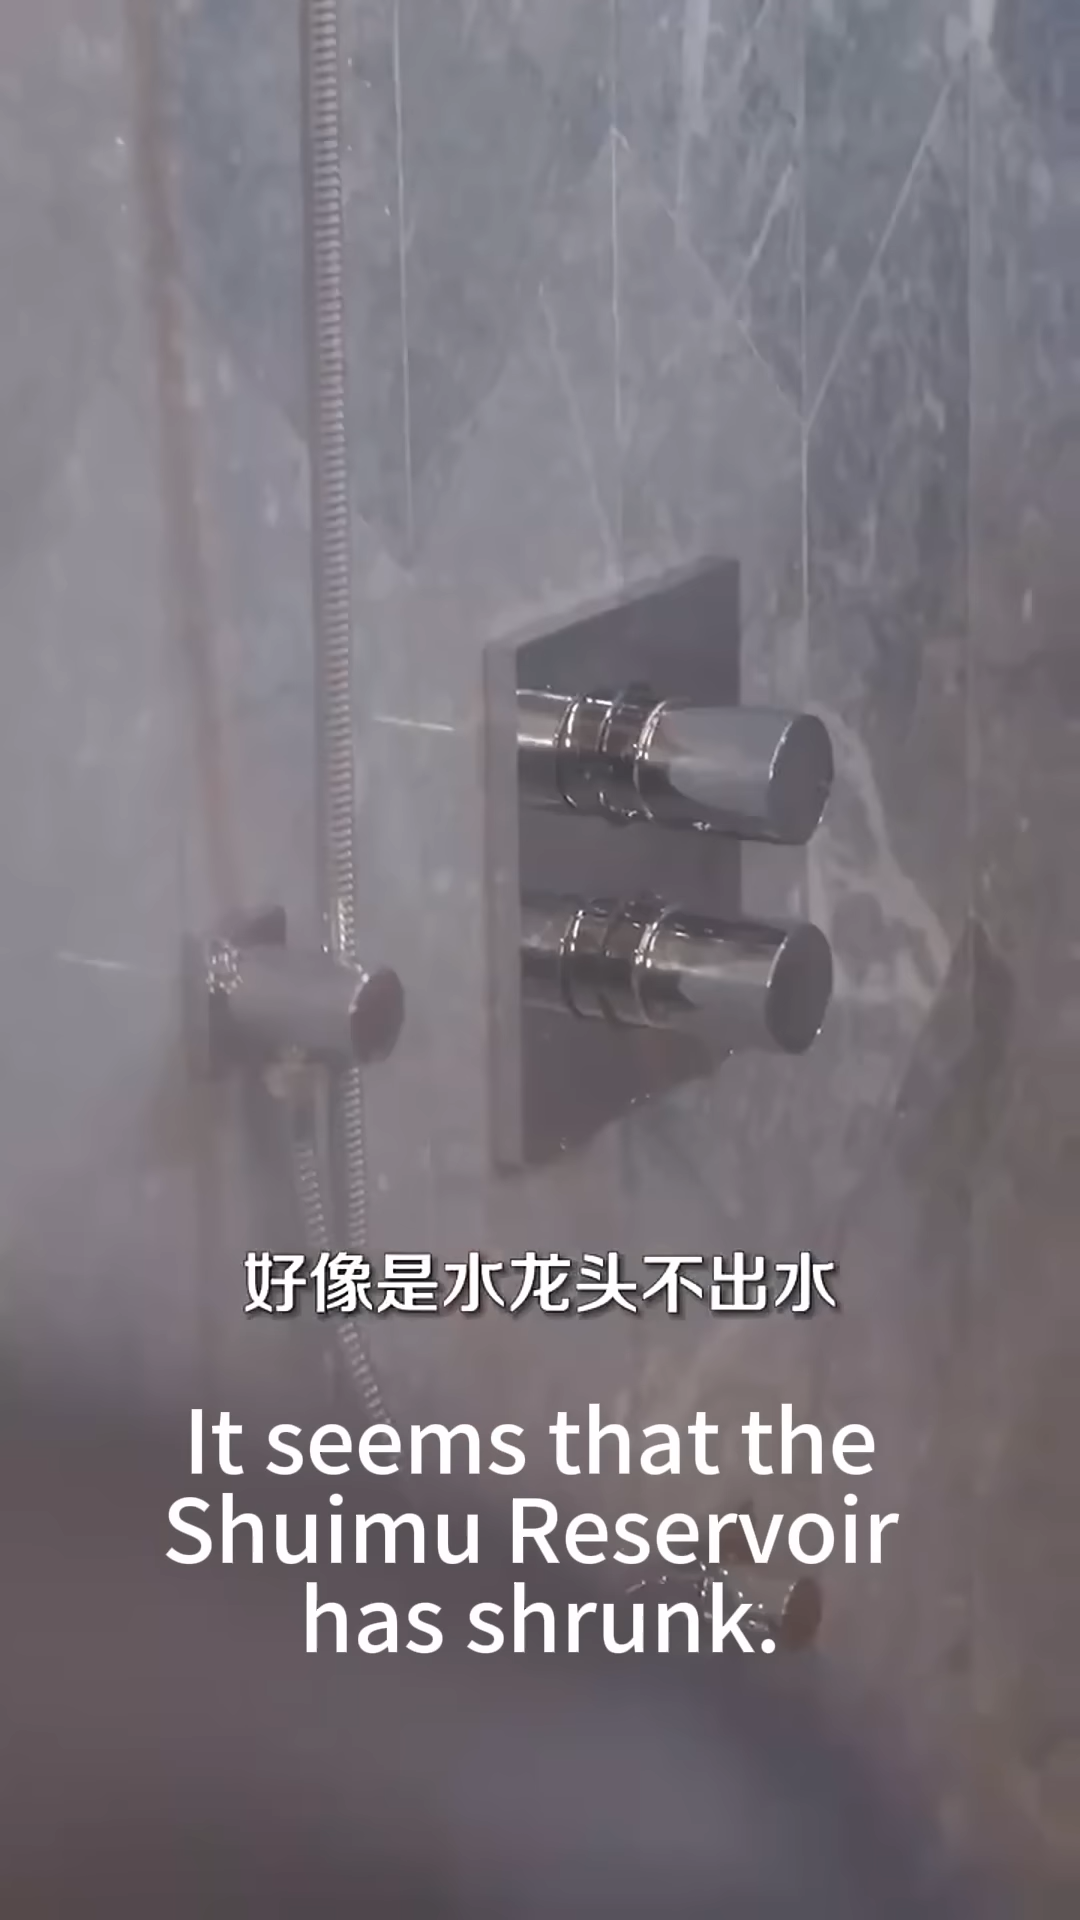 好像是水龙头不出水
It seems that the
Shuimu Reservoir
has shrunk.